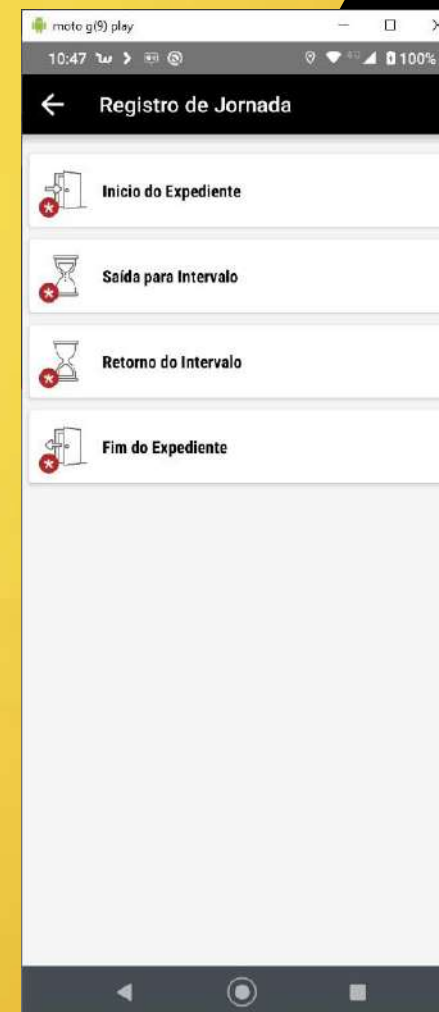 moto g(9) play
10:47 100%
Registro de Jornada
Inicio do Expediente
Saída para Intervalo
Retorno do Intervalo
Fim do Expediente